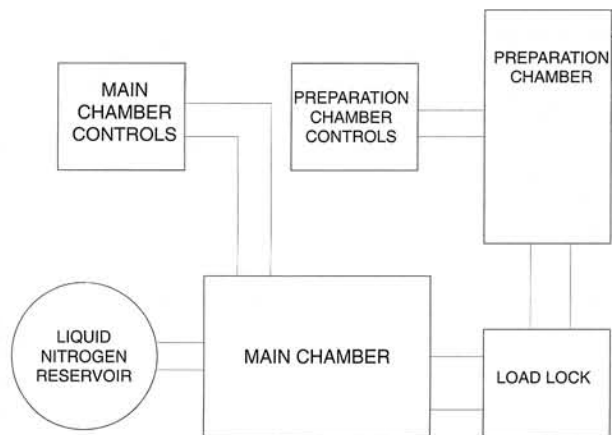 MAIN
CHAMBER
CONTROLS
PREPARATION
CHAMBER
CONTROLS
PREPARATION
CHAMBER
LIQUID
NITROGEN
RESERVOIR
MAIN CHAMBER
LOAD LOCK